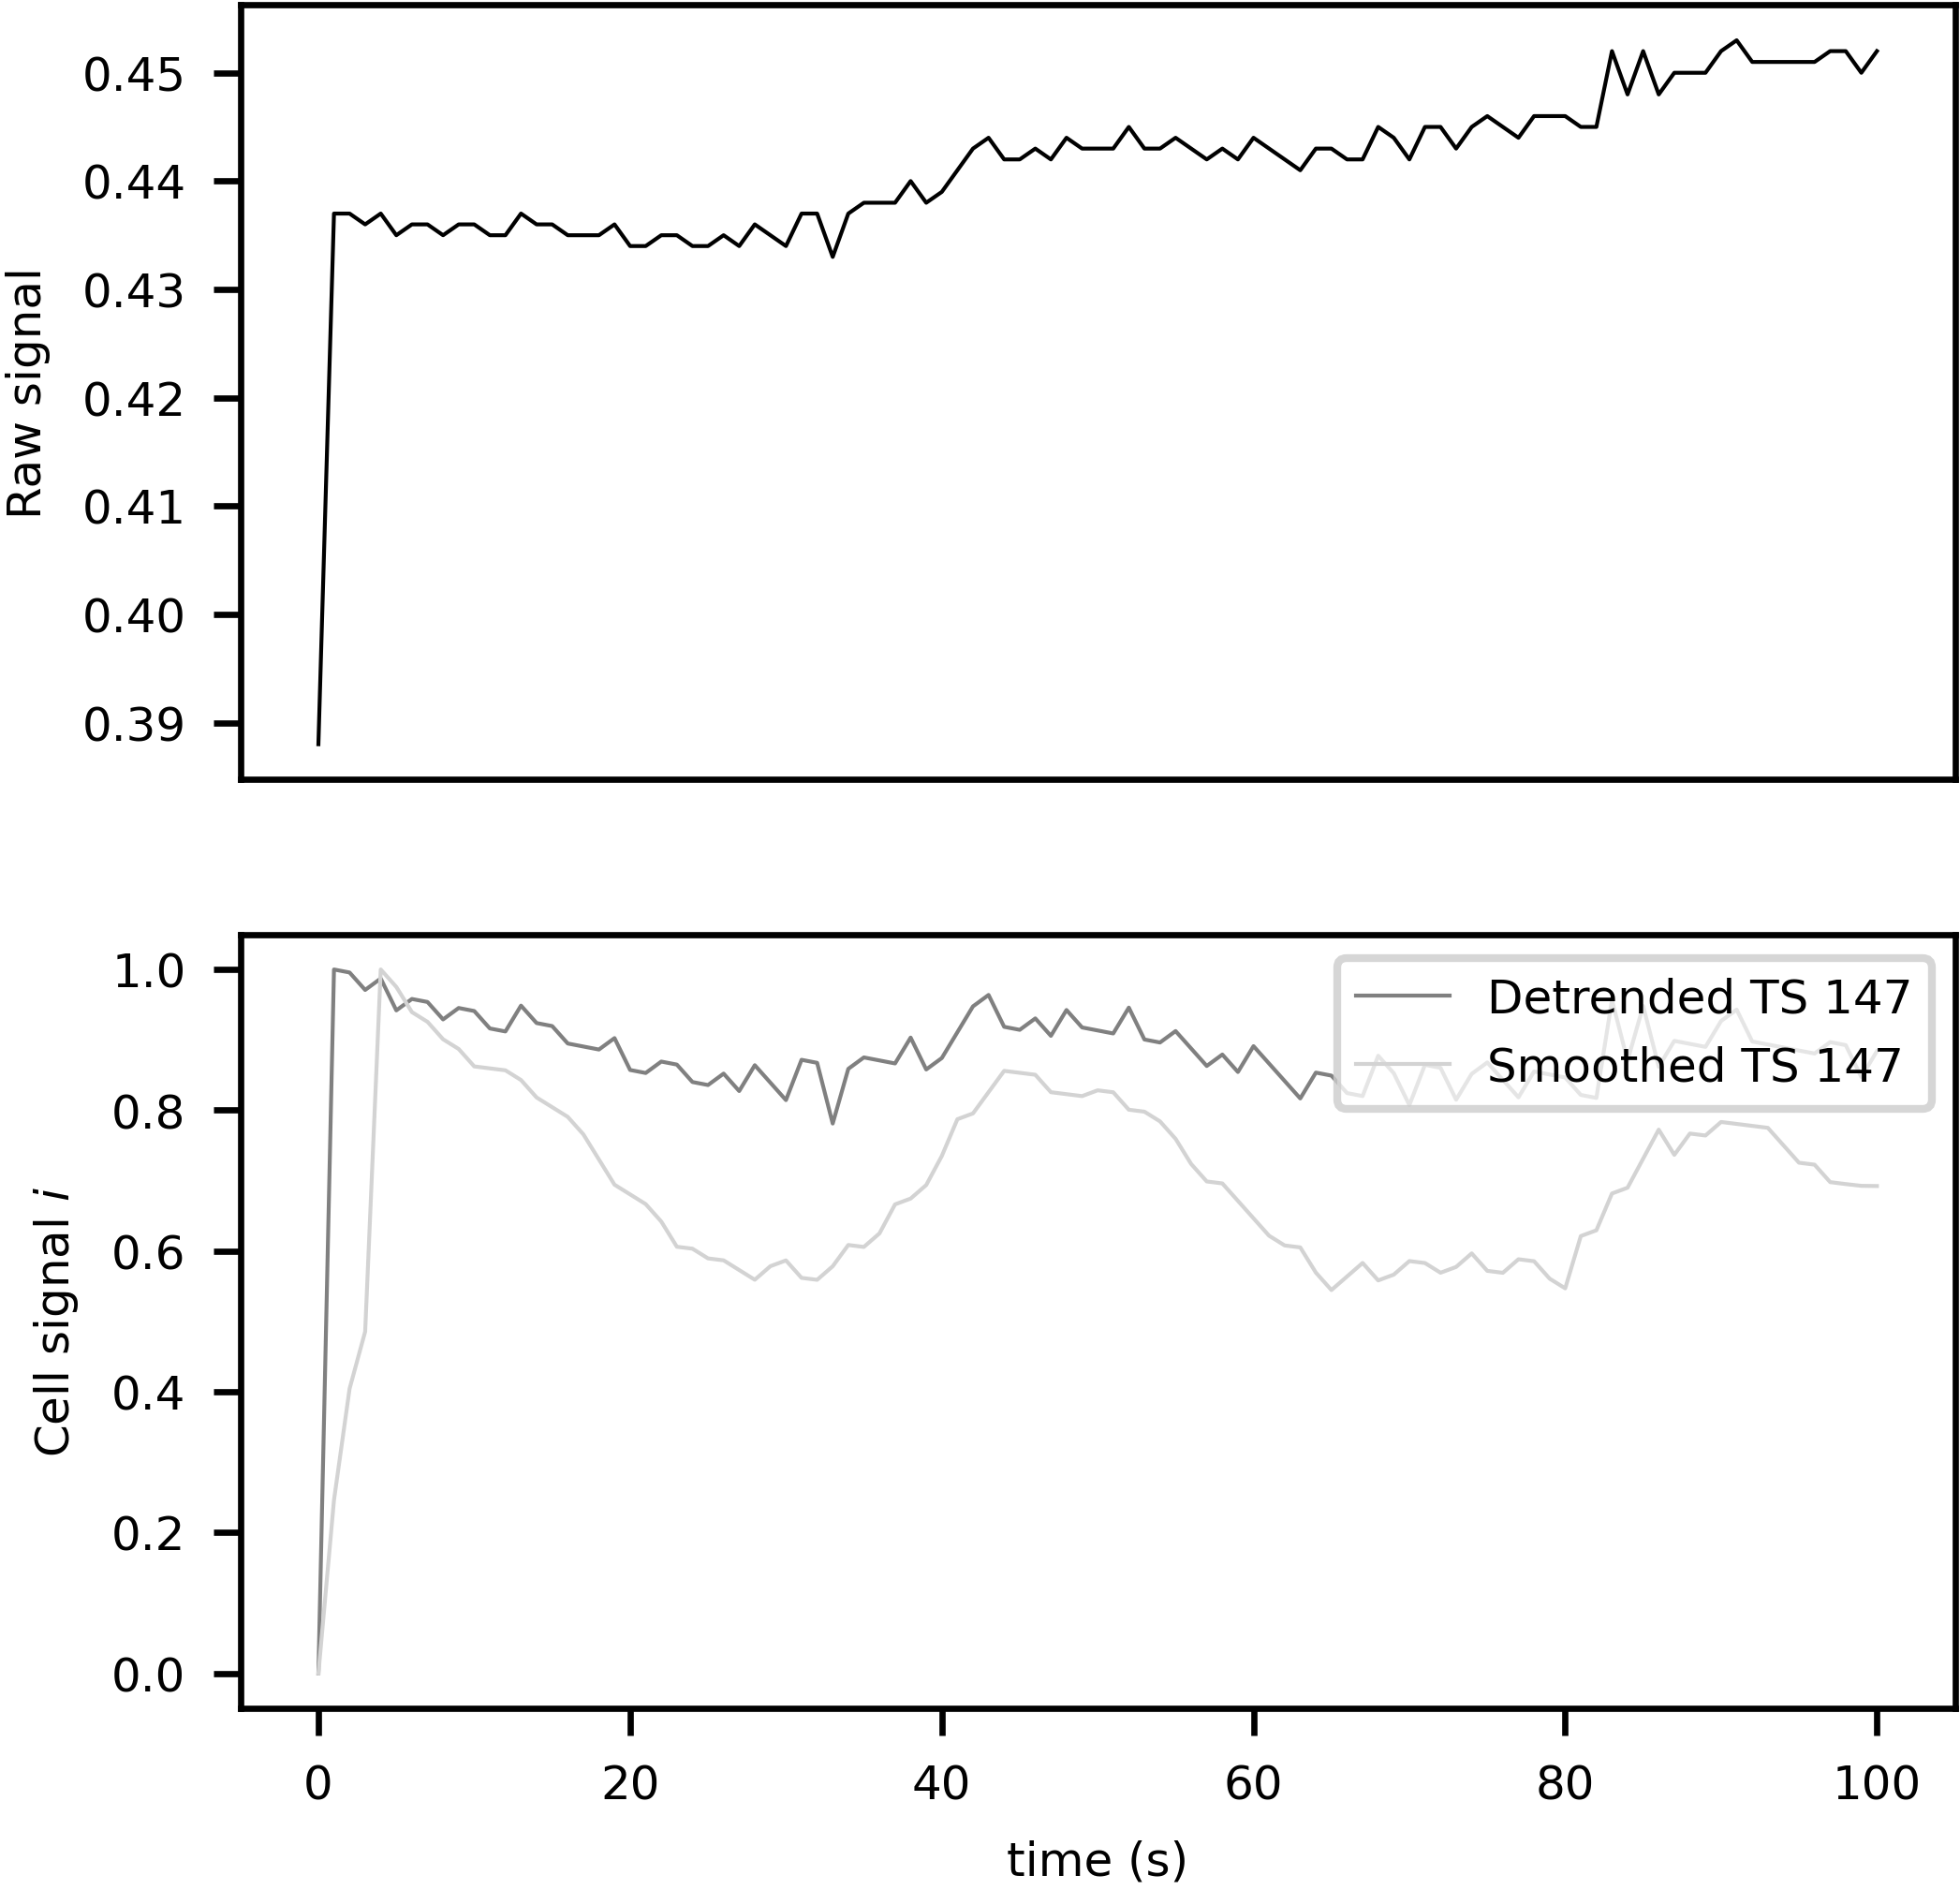 0.45
0.44
0.43
0.42
0.41
0.40
0.39
Raw signal
1.0
0.8
0.6
0.4
0.2
0.0
Cell signal i
Detrended TS 147
Smoothed TS 147
0 20 40 60 80 100
time (s)